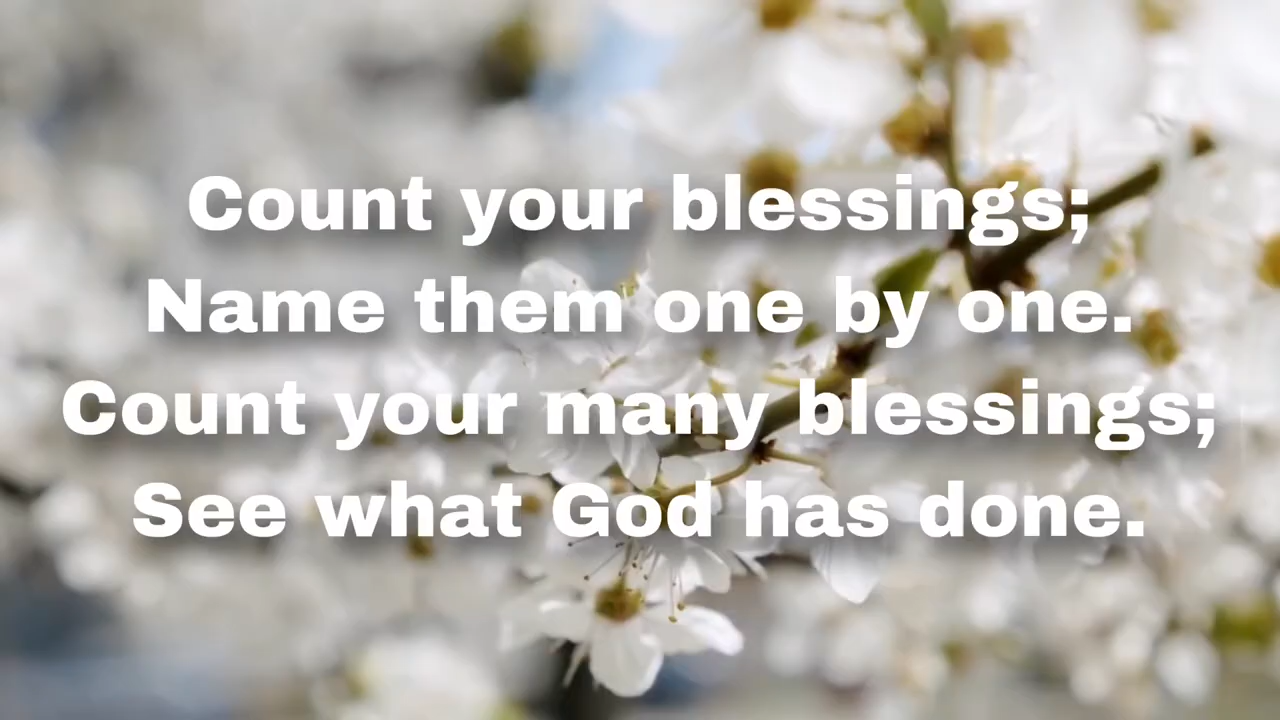 Count your blessings;
Name them one by one.
Count your many blessings;
See what God has done.